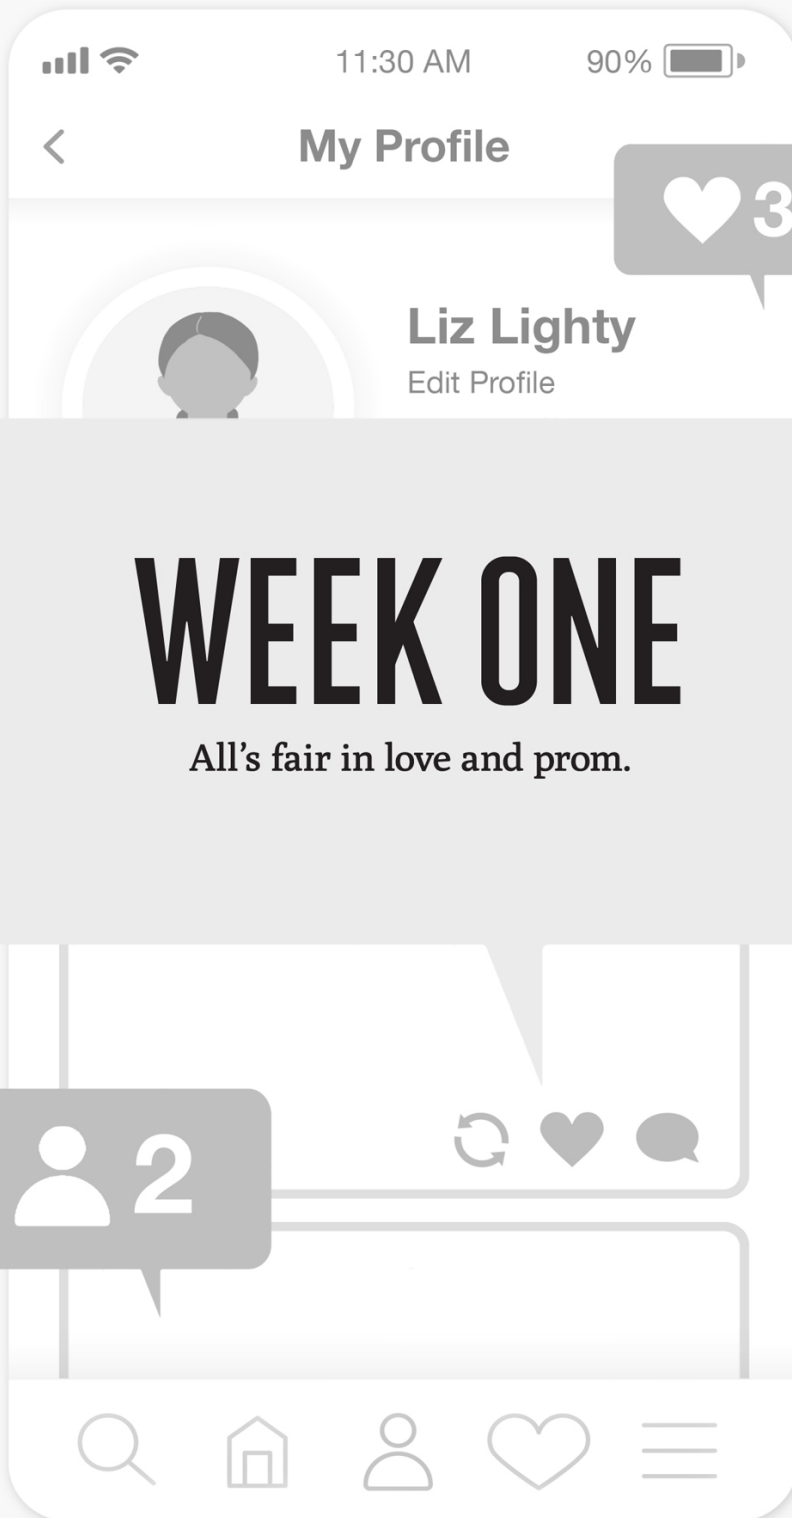 11:30 AM 90%
My Profile
3
Liz Lighty
Edit Profile
WEEK ONE
All’s fair in love and prom.
2